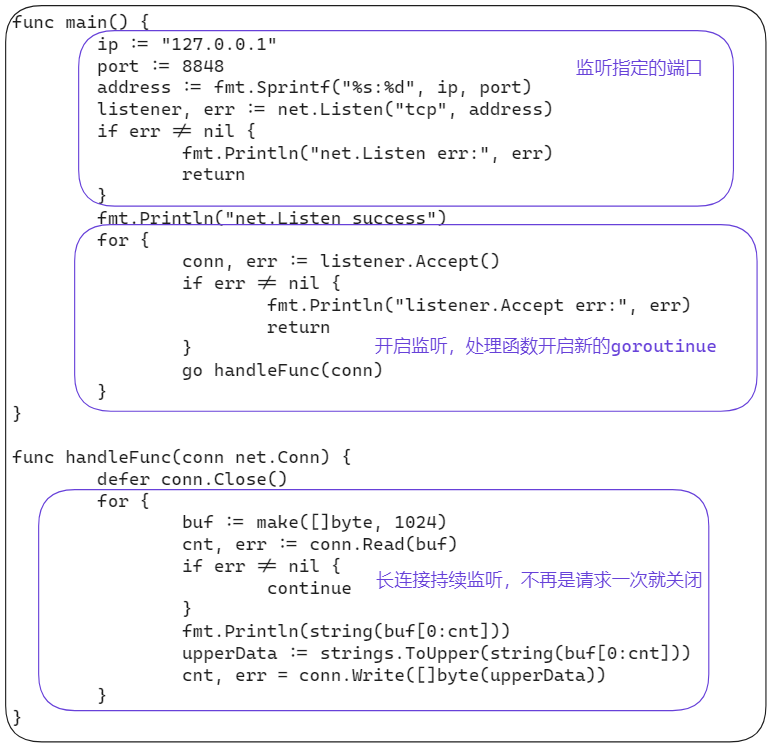 func main() {
ip := "127.0.0.1"
port := 8848
监听指定的端口
address := fmt.Sprintf("%s:%d", ip, port)
listener, err := net.Listen("tcp", address)
if err != nil {
fmt.Println("net.Listen err:", err)
return
}
fmt.Println("net.Listen success")
for {
conn, err := listener.Accept()
if err != nil {
fmt.Println("listener.Accept err:", err)
return
}
开启监听，处理函数开启新的goroutinue
go handleFunc(conn)
}
}
func handleFunc(conn net.Conn) {
defer conn.Close()
for {
buf := make([]byte, 1024)
cnt, err := conn.Read(buf)
if err != nil {
长连接持续监听，不再是请求一次就关闭
continue
}
fmt.Println(string(buf[0:cnt]))
upperData := strings.ToUpper(string(buf[0:cnt]))
cnt, err = conn.Write([]byte(upperData))
}
}